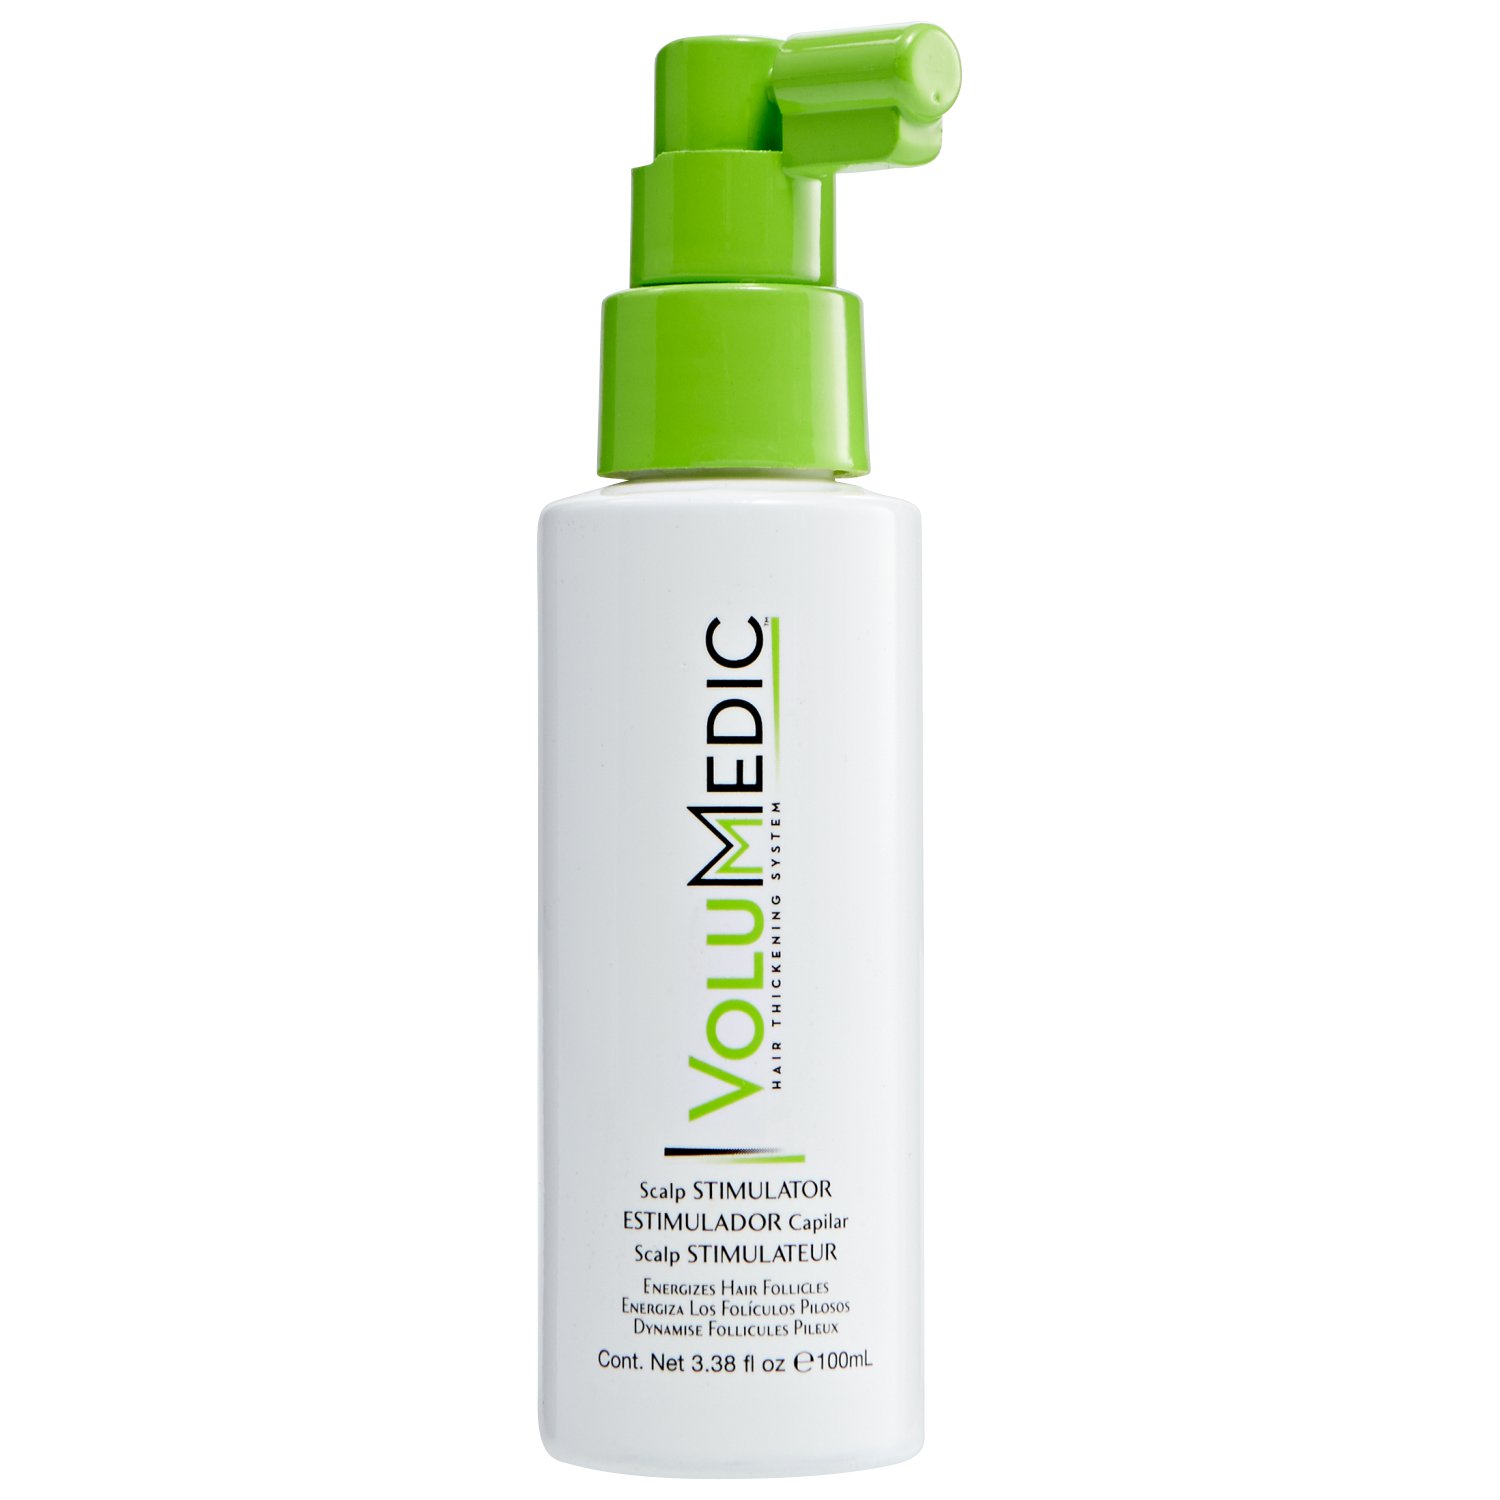 VOLUMEDIC™
HAIR THICKENING SYSTEM
Scalp STIMULATOR
ESTIMULADOR Capilar
Scalp STIMULATEUR
ENERGIZES HAIR FOLLICLES
ENERGIZA LOS FOLÍCULOS PILOSOS
DYNAMISE FOLLICULES PILEUX
Cont. Net 3.38 fl oz ℮100mL